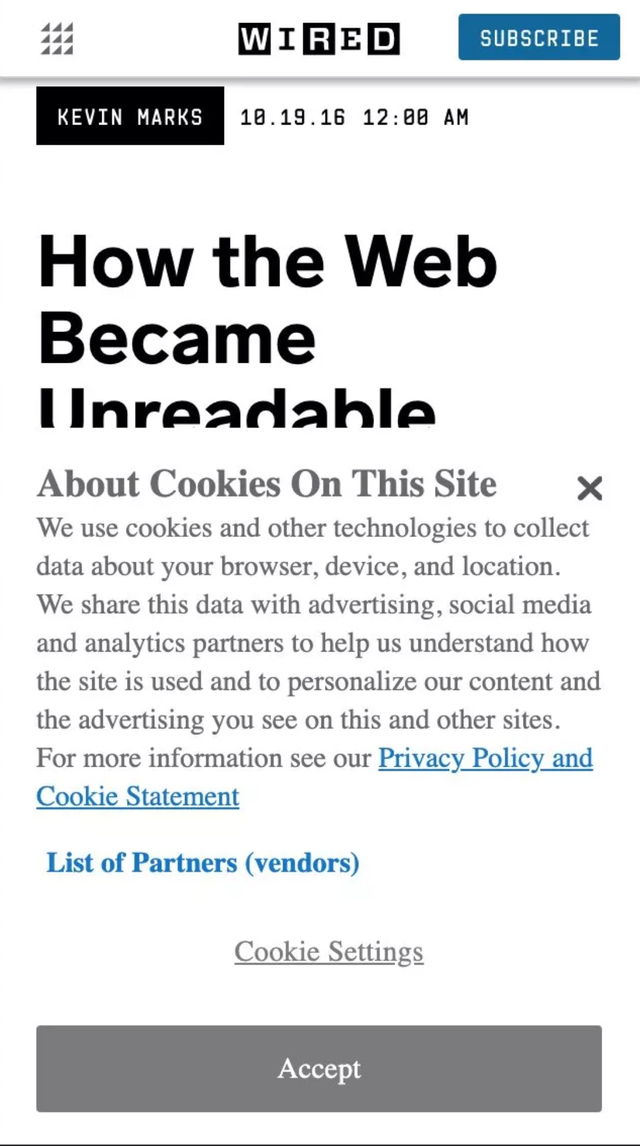 WIRED
SUBSCRIBE
KEVIN MARKS 10.19.16 12:00 AM
How the Web
Became
Unreadable
About Cookies On This Site
We use cookies and other technologies to collect
data about your browser, device, and location.
We share this data with advertising, social media
and analytics partners to help us understand how
the site is used and to personalize our content and
the advertising you see on this and other sites.
For more information see our Privacy Policy and
Cookie Statement
List of Partners (vendors)
Cookie Settings
Accept